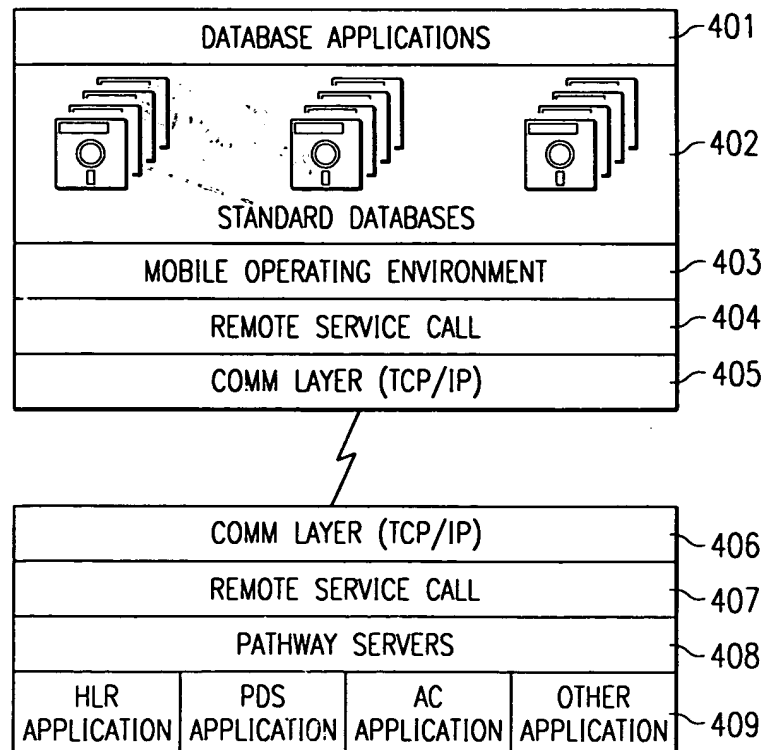 DATABASE APPLICATIONS
401
402
STANDARD DATABASES
MOBILE OPERATING ENVIRONMENT
403
REMOTE SERVICE CALL
404
COMM LAYER (TCP/IP)
405
COMM LAYER (TCP/IP)
406
REMOTE SERVICE CALL
407
PATHWAY SERVERS
408
HLR
APPLICATION
PDS
APPLICATION
AC
APPLICATION
OTHER
APPLICATION
409